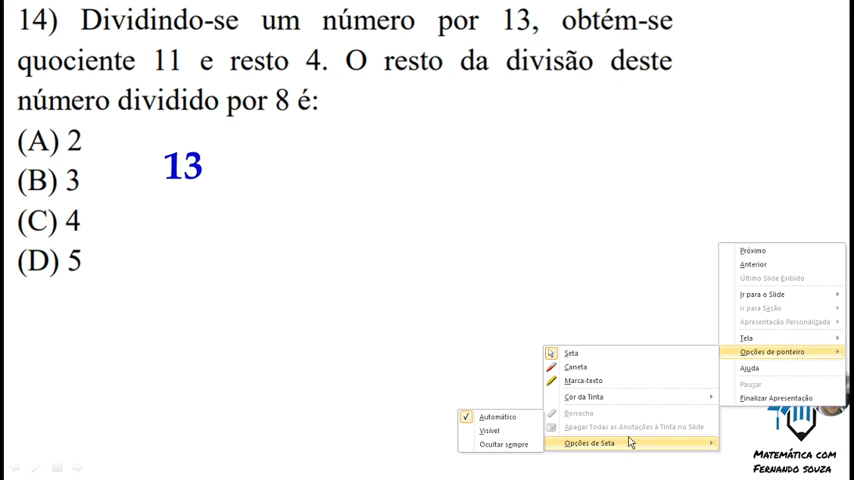 14) Dividindo-se um número por 13, obtém-se
quociente 11 e resto 4. O resto da divisão deste
número dividido por 8 é:
(A) 2
(B) 3
(C) 4
(D) 5
13
Próximo
Anterior
Último Slide Exibido
Ir para o Slide
Ir para Seção
Apresentação Personalizada
Tela
Opções de ponteiro
Ajuda
Pausar
Finalizar Apresentação
Seta
Caneta
Marca-texto
Cor da Tinta
Borracha
Apagar Todas as Anotações à Tinta no Slide
Opções de Seta
Automático
Visível
Ocultar sempre
Matemática com
Fernando Souza